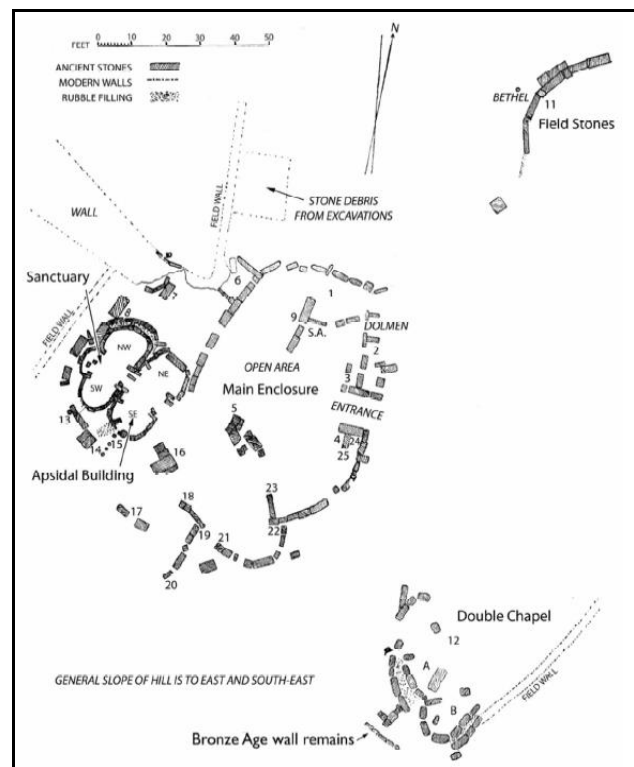 0 10 20 30 40 50
FEET
N
ANCIENT STONES
MODERN WALLS
RUBBLE FILLING
BETHEL
11
Field Stones
STONE DEBRIS
FROM EXCAVATIONS
FIELD WALL
WALL
Sanctuary
FIELD WALL
6
7
1
9
S.A.
DOLMEN
2
NW
NE
SW
SE
OPEN AREA
Main Enclosure
3
ENTRANCE
5
4
24
25
13
14
15
16
Apsidal Building
17
18
19
20
21
22
23
Double Chapel
12
A
B
FIELD WALL
GENERAL SLOPE OF HILL IS TO EAST AND SOUTH-EAST
Bronze Age wall remains